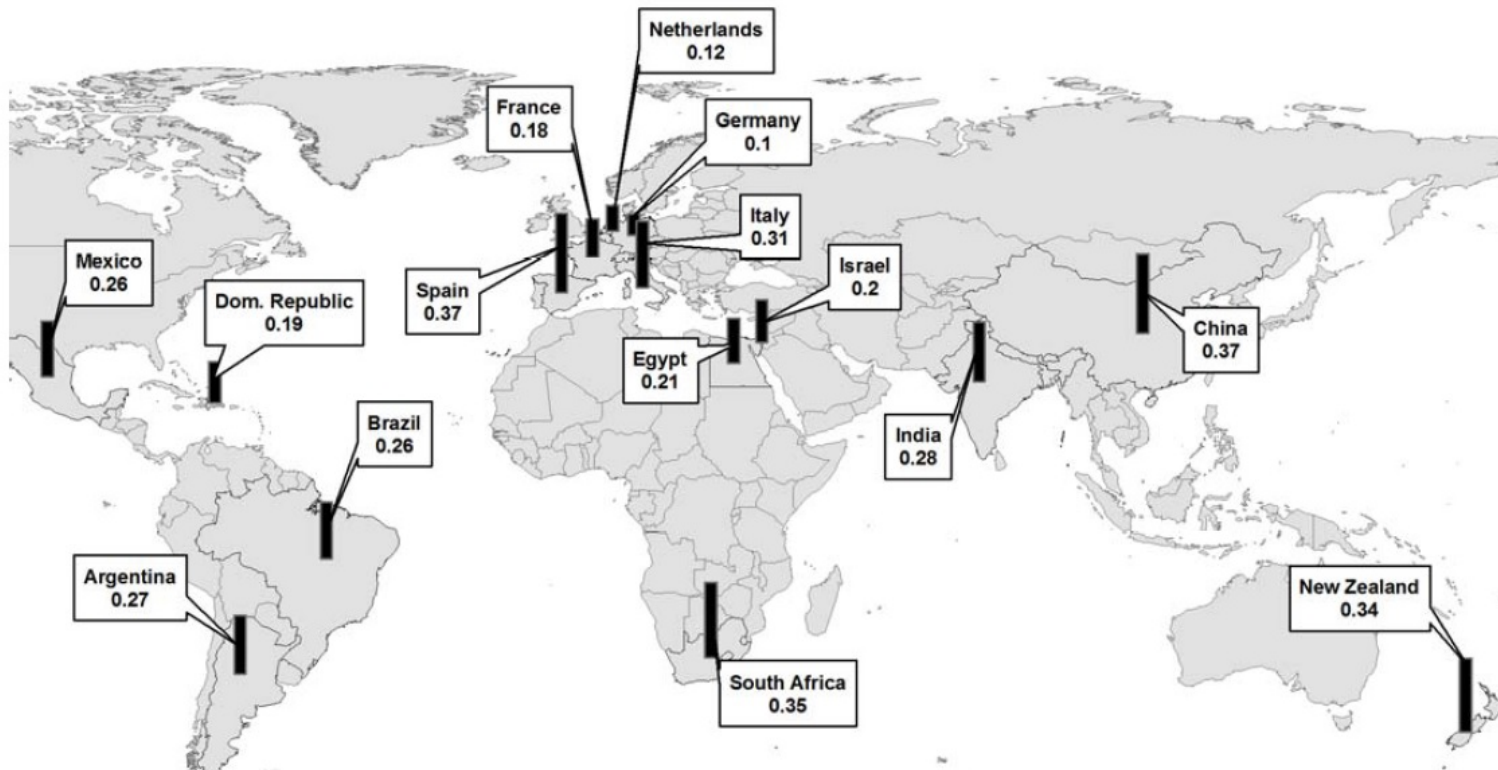 Netherlands
0.12
France
0.18
Germany
0.1
Italy
0.31
Mexico
0.26
Dom. Republic
0.19
Spain
0.37
Israel
0.2
Egypt
0.21
China
0.37
Brazil
0.26
India
0.28
Argentina
0.27
New Zealand
0.34
South Africa
0.35